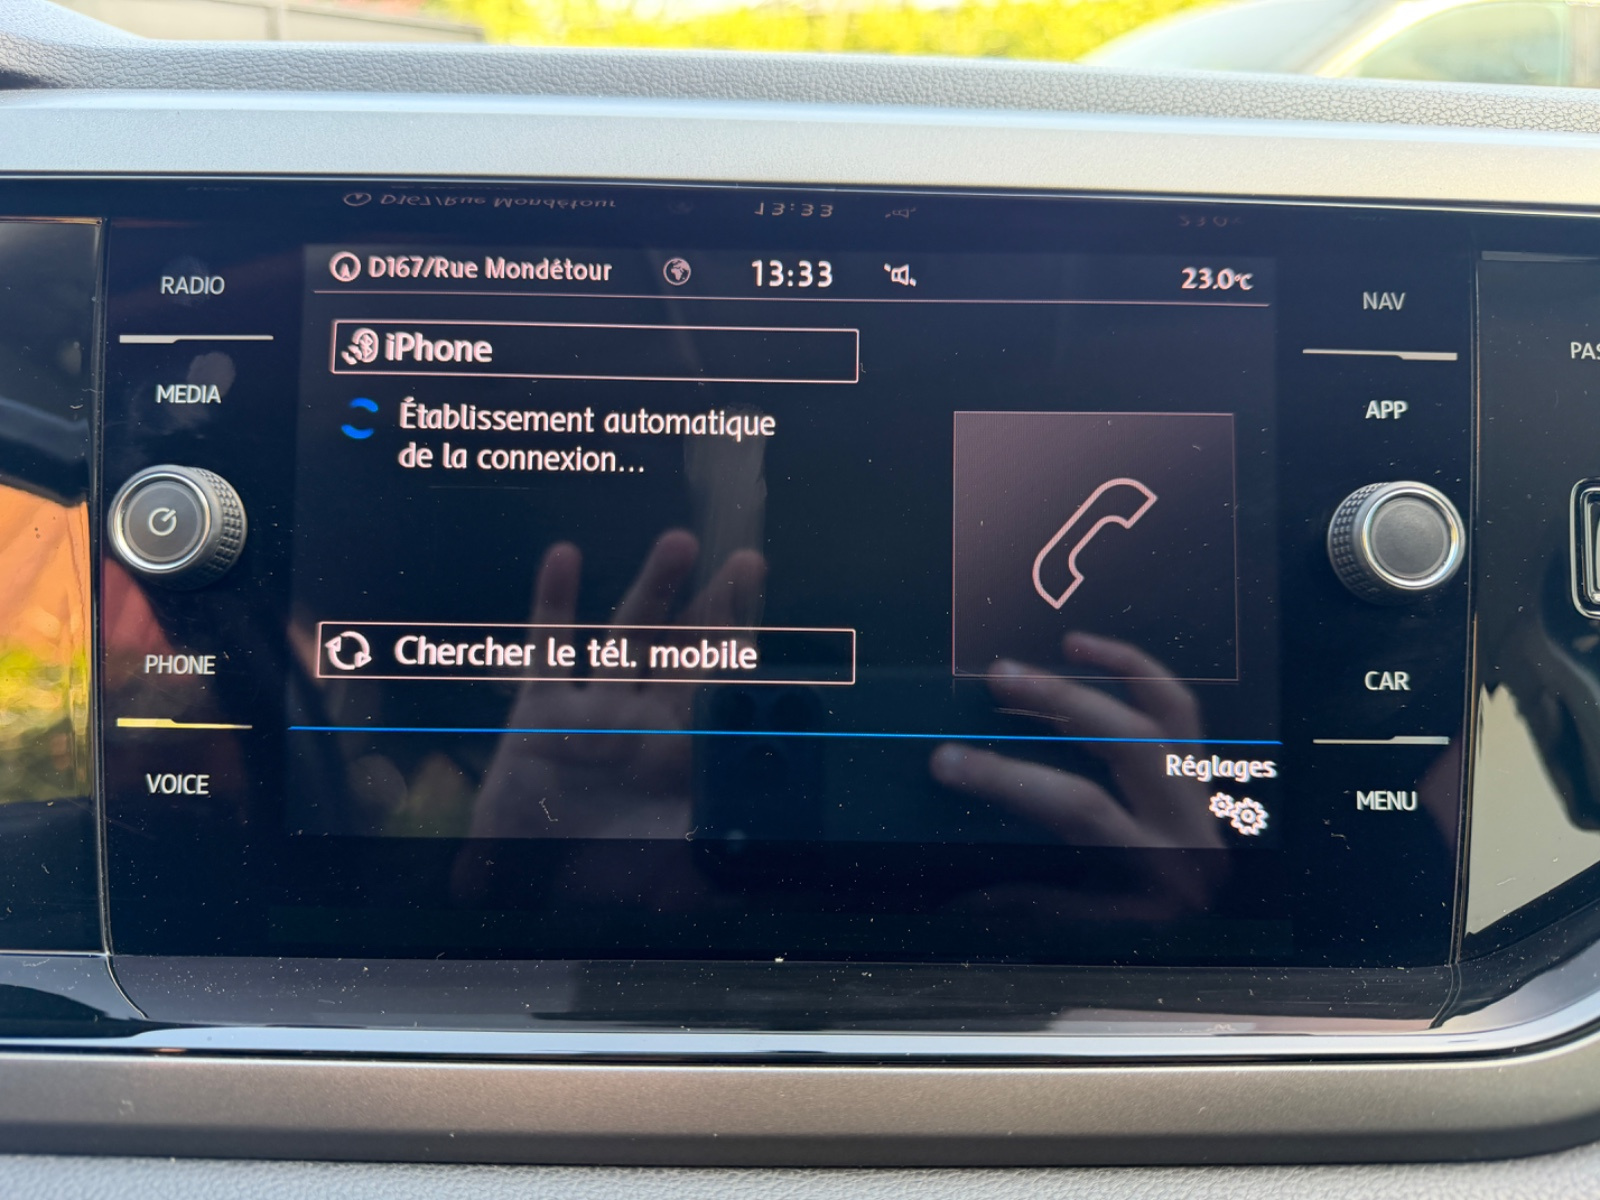 D167/Rue Mondétour 13:33 23.0°C
RADIO
MEDIA
PHONE
VOICE
iPhone
Établissement automatique
de la connexion...
Chercher le tél. mobile
Réglages
NAV
APP
CAR
MENU